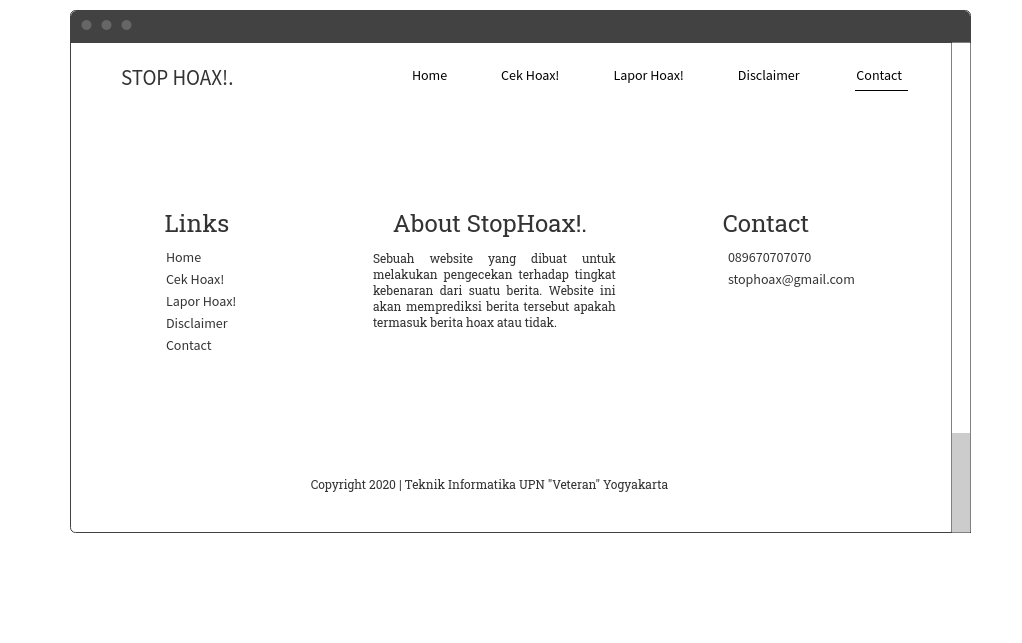 STOP HOAX!.
Home Cek Hoax! Lapor Hoax! Disclaimer Contact
Links
Home
Cek Hoax!
Lapor Hoax!
Disclaimer
Contact
About StopHoax!.
Sebuah website yang dibuat untuk
melakukan pengecekan terhadap tingkat
kebenaran dari suatu berita. Website ini
akan memprediksi berita tersebut apakah
termasuk berita hoax atau tidak.
Contact
089670707070
stophoax@gmail.com
Copyright 2020 | Teknik Informatika UPN "Veteran" Yogyakarta